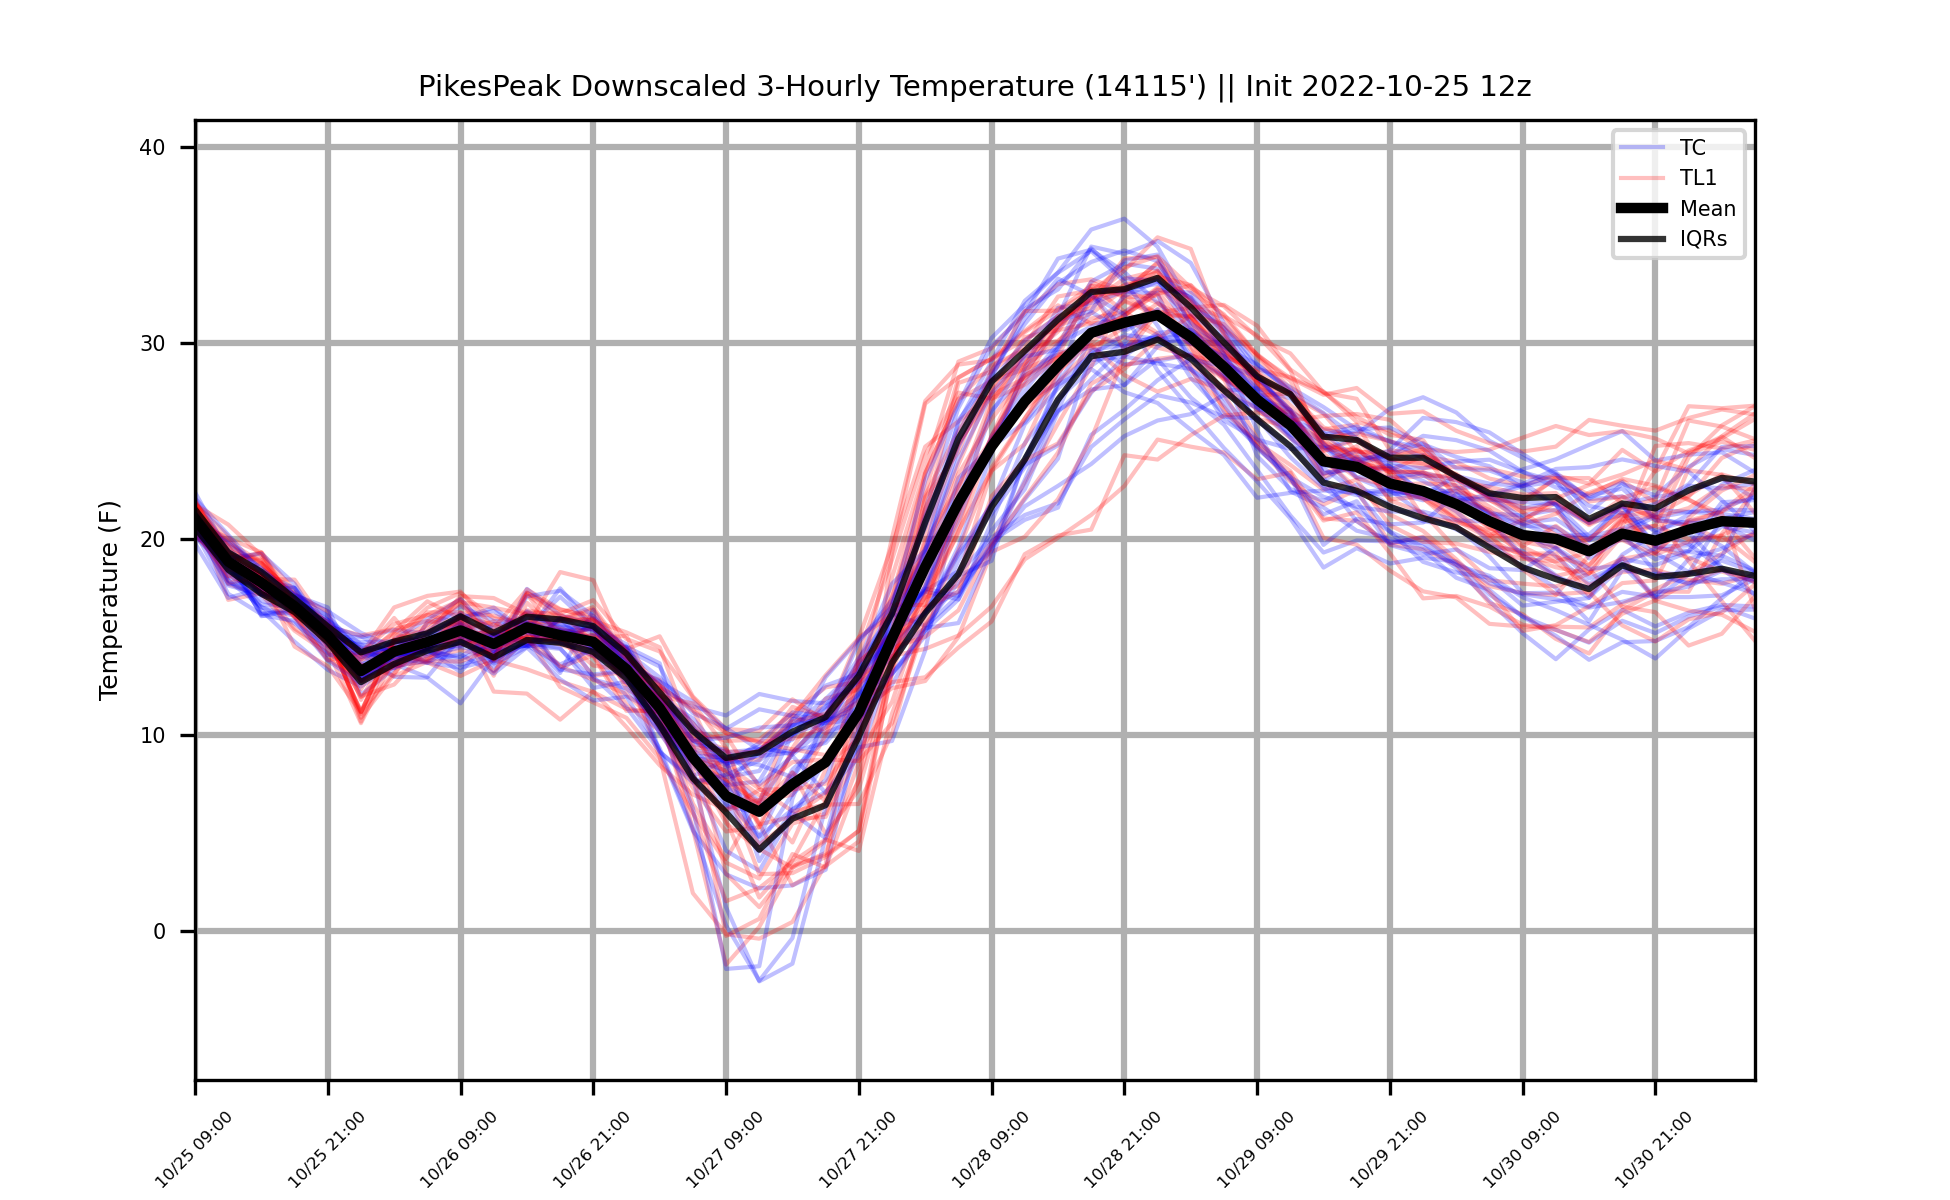 PikesPeak Downscaled 3-Hourly Temperature (14115') || Init 2022-10-25 12z
TC
TL1
Mean
IQRs
Temperature (F)
40
30
20
10
0
10/25 09:00
10/25 21:00
10/26 09:00
10/26 21:00
10/27 09:00
10/27 21:00
10/28 09:00
10/28 21:00
10/29 09:00
10/29 21:00
10/30 09:00
10/30 21:00